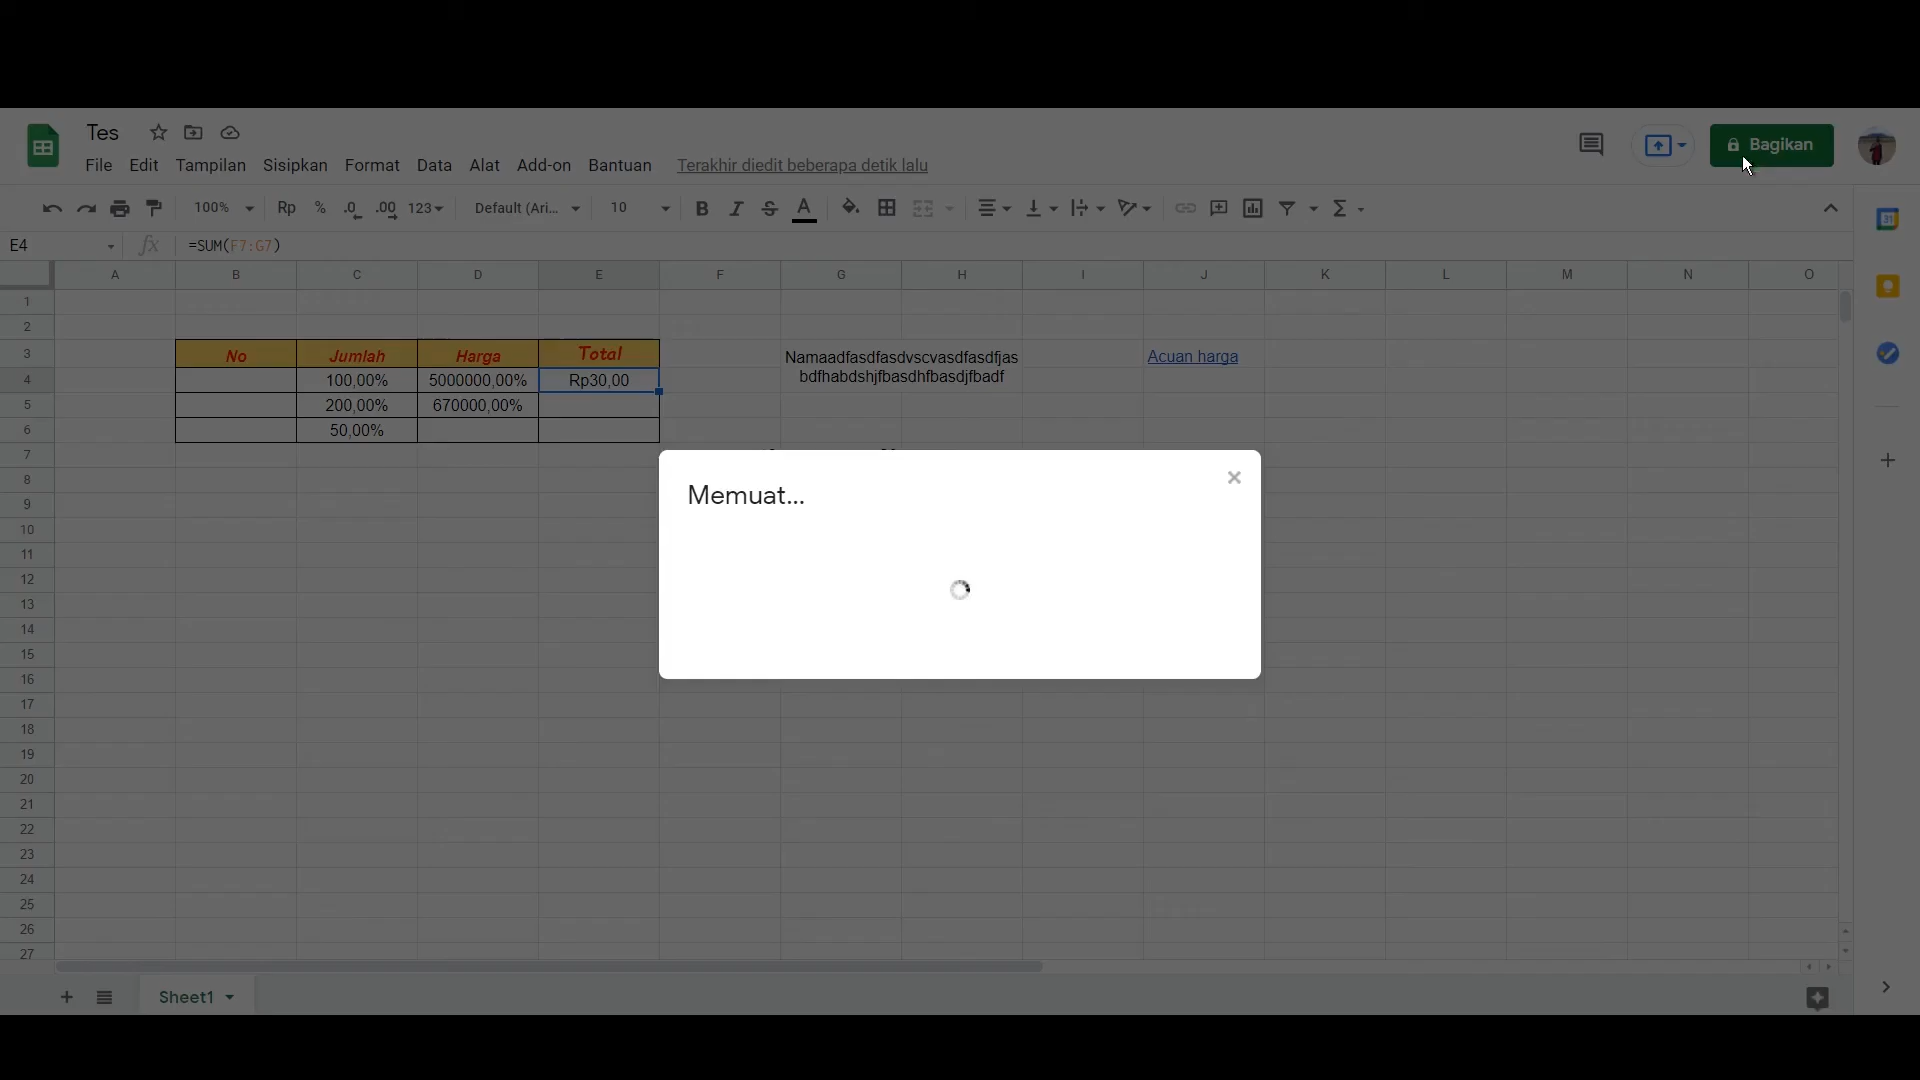 Tes
File Edit Tampilan Sisipkan Format Data Alat Add-on Bantuan Terakhir diedit beberapa detik lalu
Bagikan
100% Rp % .0 .00 123 Default (Ari... 10 B I S A Σ
31
E4 fx =SUM(F7:G7)
A B C D E F G H I J K L M N O
1
2
3 No Jumlah Harga Total Namaadfasdfasdvscvasdfasdfjas Acuan harga
4 100,00% 5000000,00% Rp30,00 bdfhabdshjfbasdhfbasdjfbadf
5 200,00% 670000,00%
6 50,00%
7
8
9
10
11
12
13
14
15
16
17
18
19
20
21
22
23
24
25
26
27
Memuat...
×
Sheet1